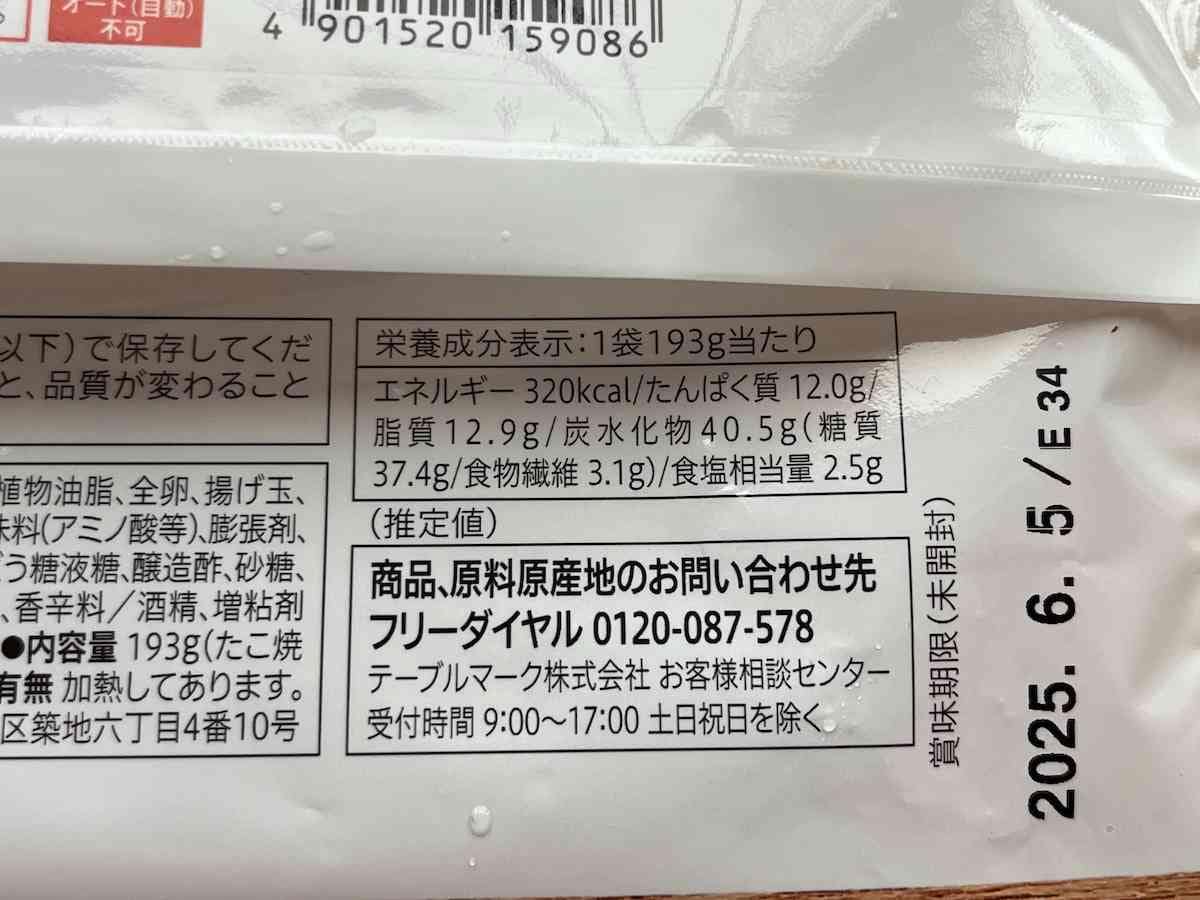 オート(自動)
不可
4 901520 159086
以下)で保存してくだ
と、品質が変わること
植物油脂、全卵、揚げ玉、
味料(アミノ酸等)、膨張剤、
う糖液糖、醸造酢、砂糖、
、香辛料/酒精、増粘剤
●内容量 193g(たこ焼
有無 加熱してあります。
区築地六丁目4番10号
栄養成分表示:1袋193g当たり
エネルギー 320kcal/たんぱく質 12.0g/
脂質12.9g/炭水化物40.5g(糖質
37.4g/食物繊維 3.1g)/食塩相当量 2.5g
(推定値)
商品、原料原産地のお問い合わせ先
フリーダイヤル 0120-087-578
テーブルマーク株式会社 お客様相談センター
受付時間 9:00〜17:00 土日祝日を除く
賞味期限(未開封)
2025. 6. 5/E 34